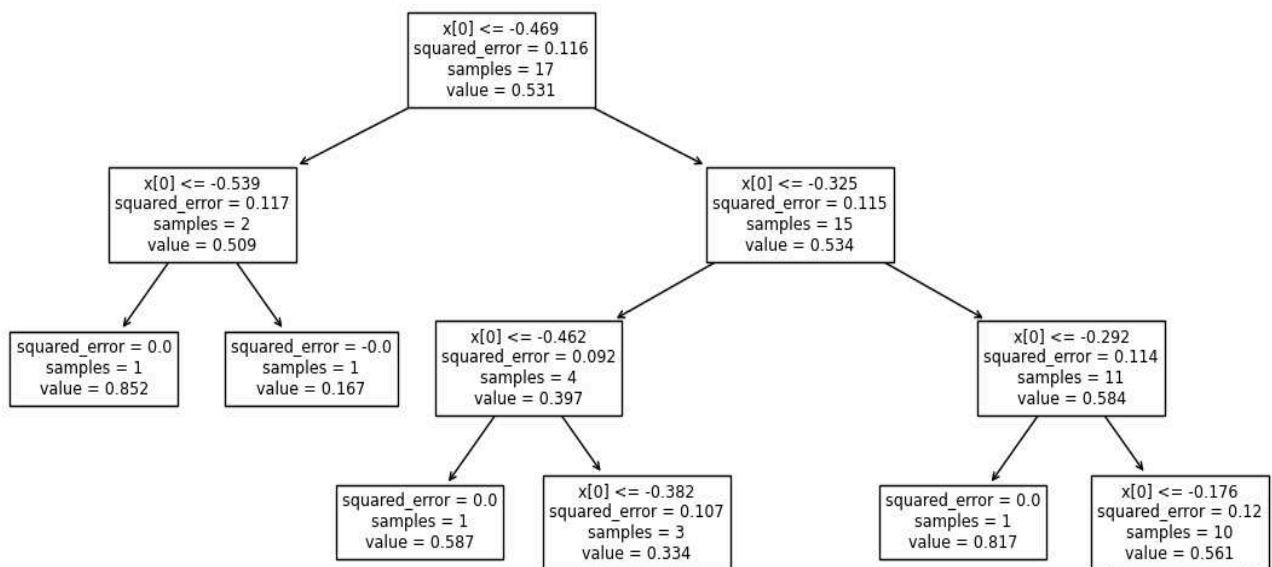 x[0] <= -0.469
squared_error = 0.116
samples = 17
value = 0.531
x[0] <= -0.539
squared_error = 0.117
samples = 2
value = 0.509
x[0] <= -0.325
squared_error = 0.115
samples = 15
value = 0.534
squared_error = 0.0
samples = 1
value = 0.852
squared_error = -0.0
samples = 1
value = 0.167
x[0] <= -0.462
squared_error = 0.092
samples = 4
value = 0.397
x[0] <= -0.292
squared_error = 0.114
samples = 11
value = 0.584
squared_error = 0.0
samples = 1
value = 0.587
x[0] <= -0.382
squared_error = 0.107
samples = 3
value = 0.334
squared_error = 0.0
samples = 1
value = 0.817
x[0] <= -0.176
squared_error = 0.12
samples = 10
value = 0.561